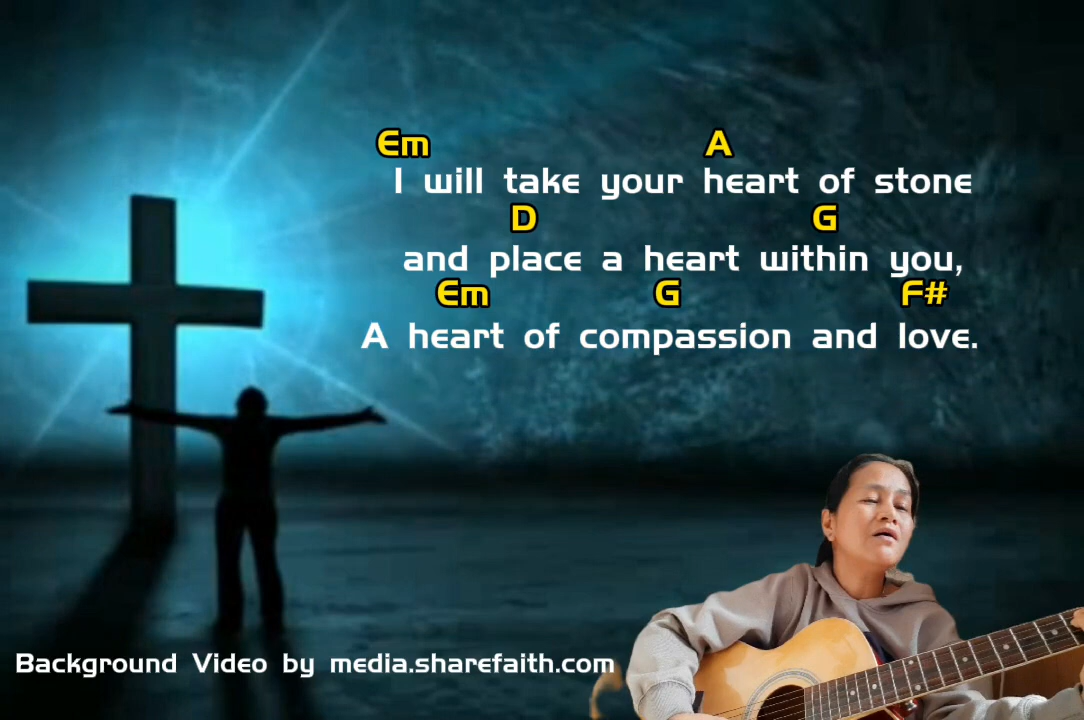 Em A
I will take your heart of stone
D G
and place a heart within you,
Em G F#
A heart of compassion and love.
Background Video by media.sharefaith.com